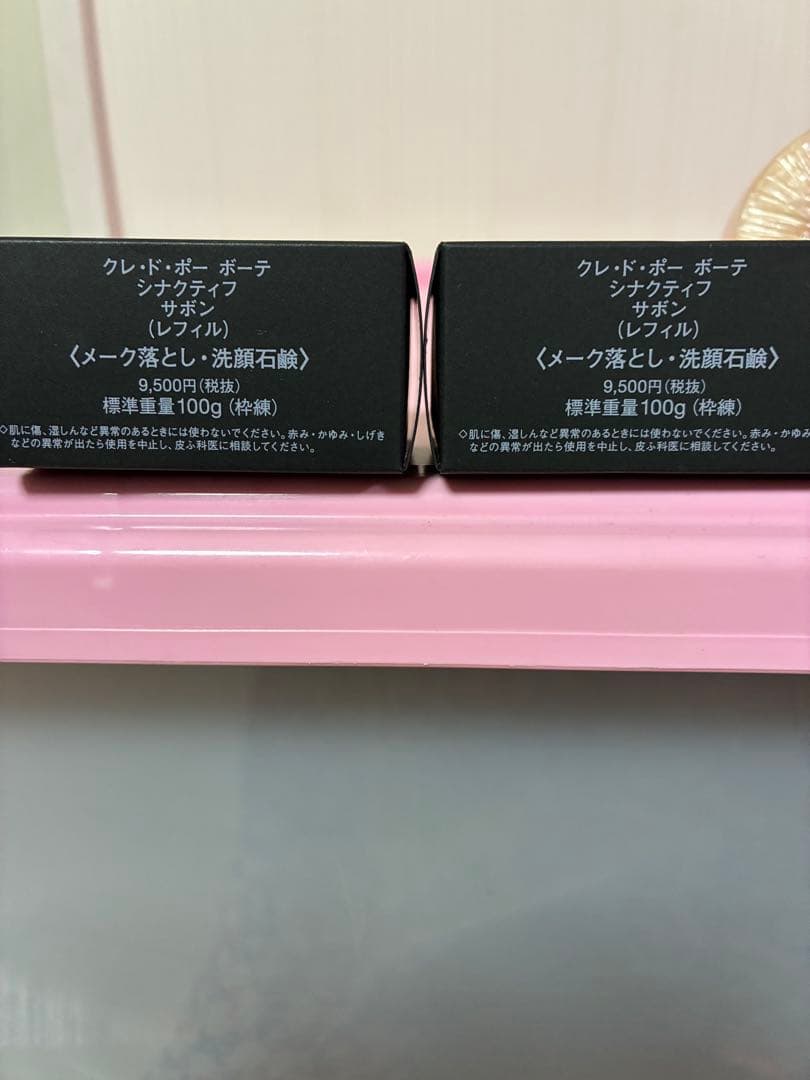 クレ・ド・ポー ボーテ
シナクティフ
サボン
(レフィル)
〈メーク落とし・洗顔石鹸〉
9,500円(税抜)
標準重量100g(枠練)
◇肌に傷、湿しんなど異常のあるときには使わないでください。赤み・かゆみ・しげき
などの異常が出たら使用を中止し、皮ふ科医に相談してください。
クレ・ド・ポー ボーテ
シナクティフ
サボン
(レフィル)
〈メーク落とし・洗顔石鹸〉
9,500円(税抜)
標準重量100g(枠練)
◇肌に傷、湿しんなど異常のあるときには使わないでください。赤み・かゆみ
などの異常が出たら使用を中止し、皮ふ科医に相談してください。